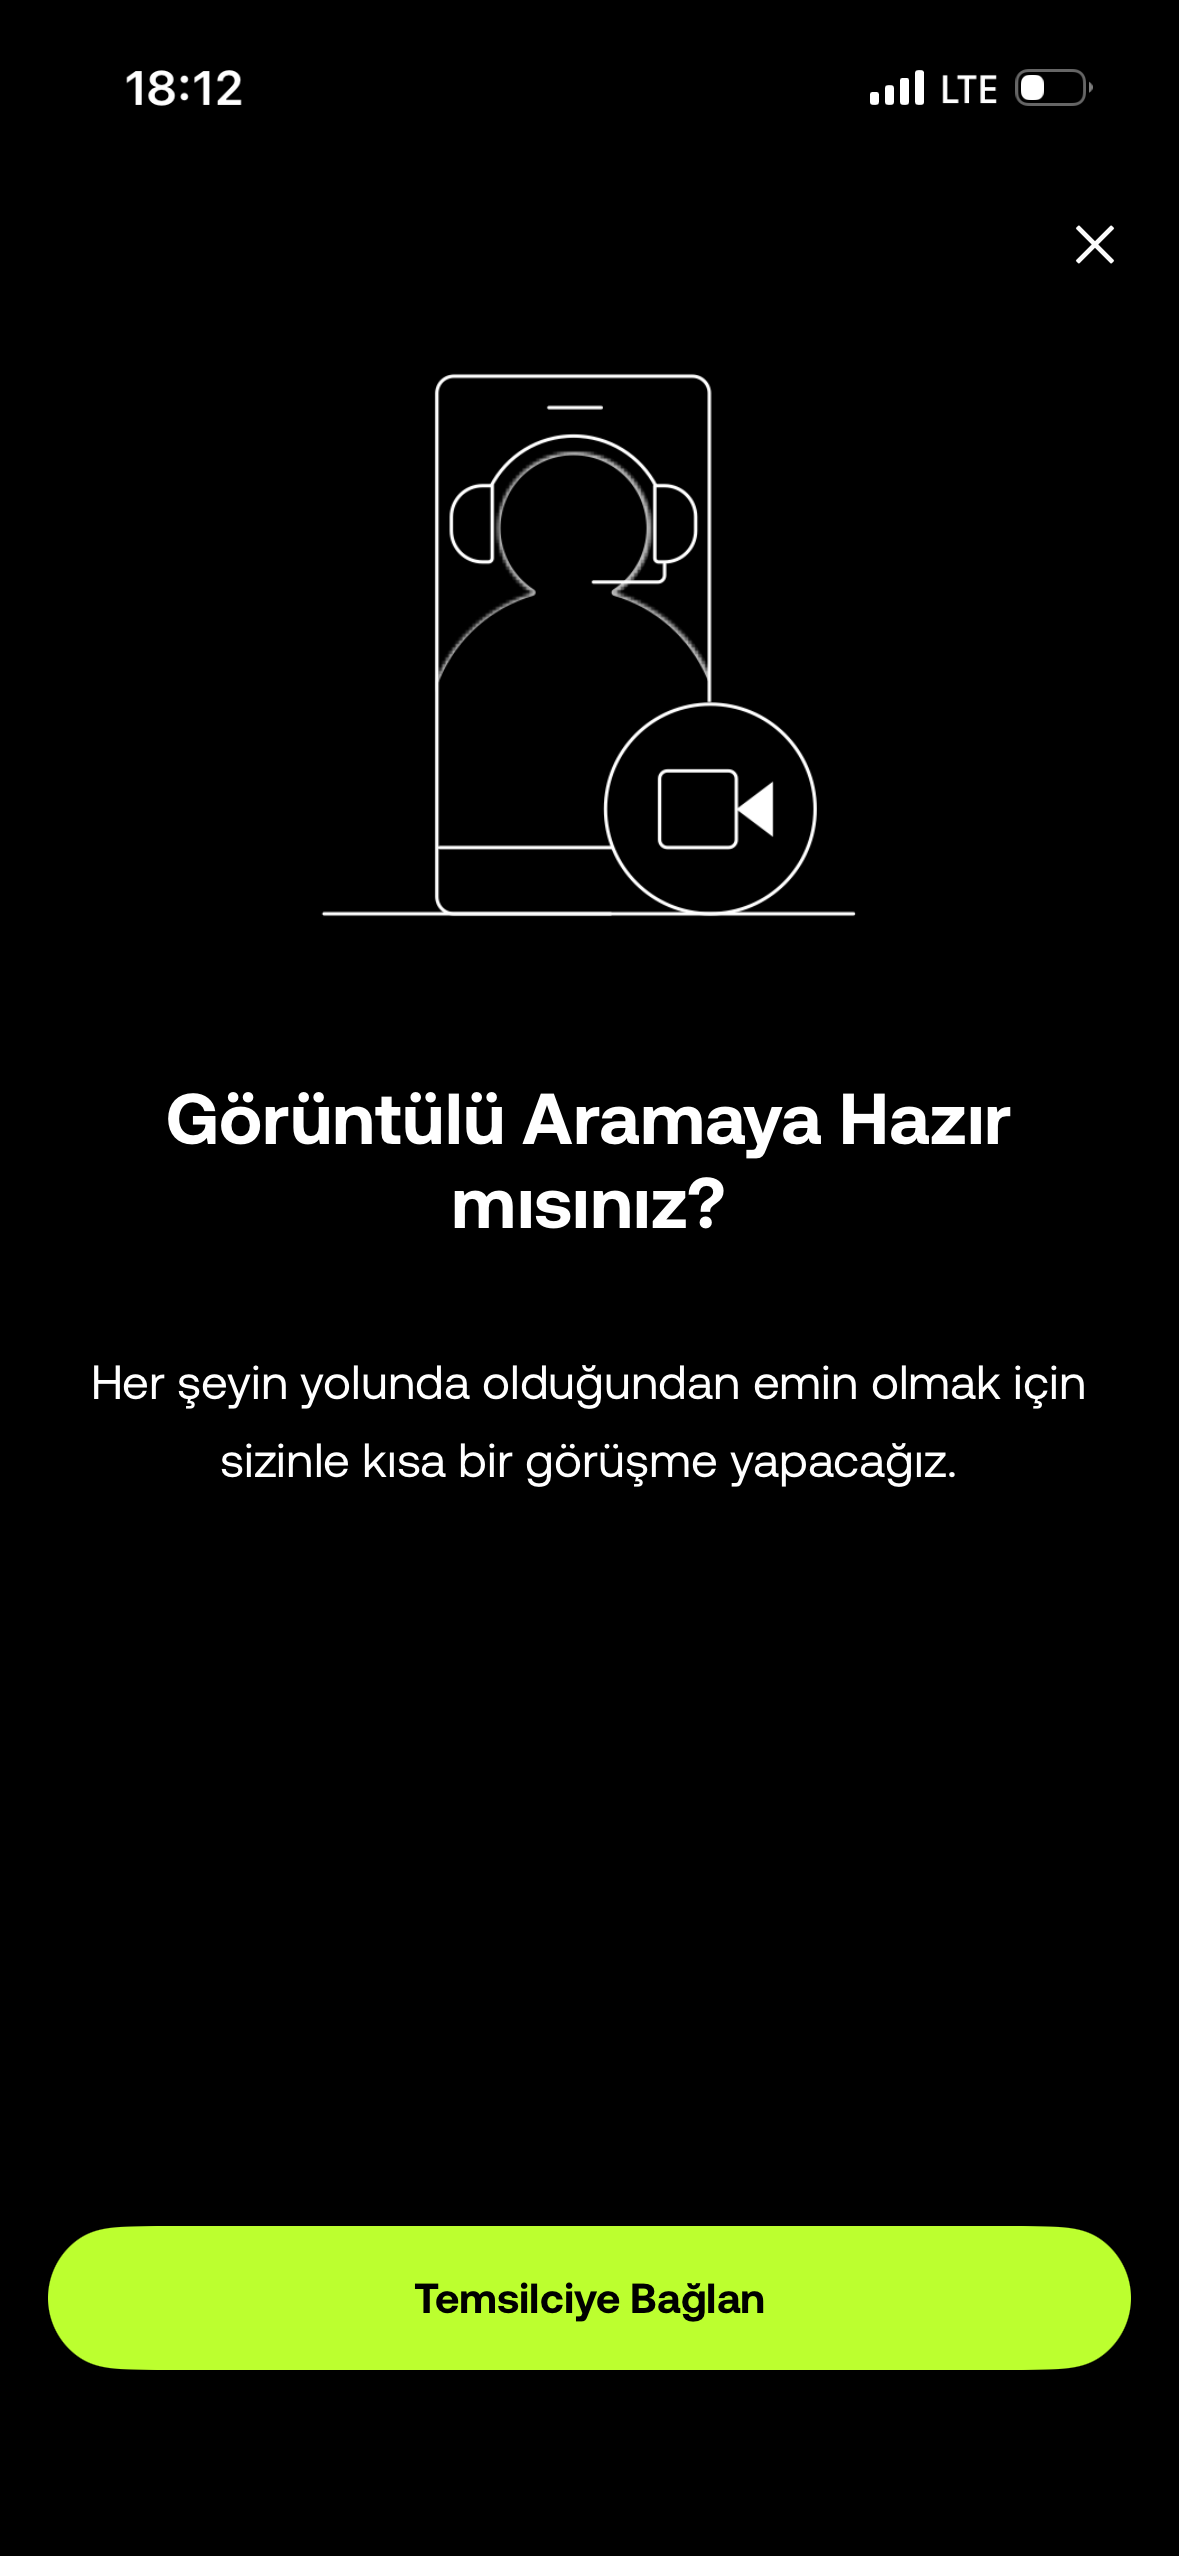 18:12
LTE
Görüntülü Aramaya Hazır
mısınız?
Her şeyin yolunda olduğundan emin olmak için
sizinle kısa bir görüşme yapacağız.
Temsilciye Bağlan